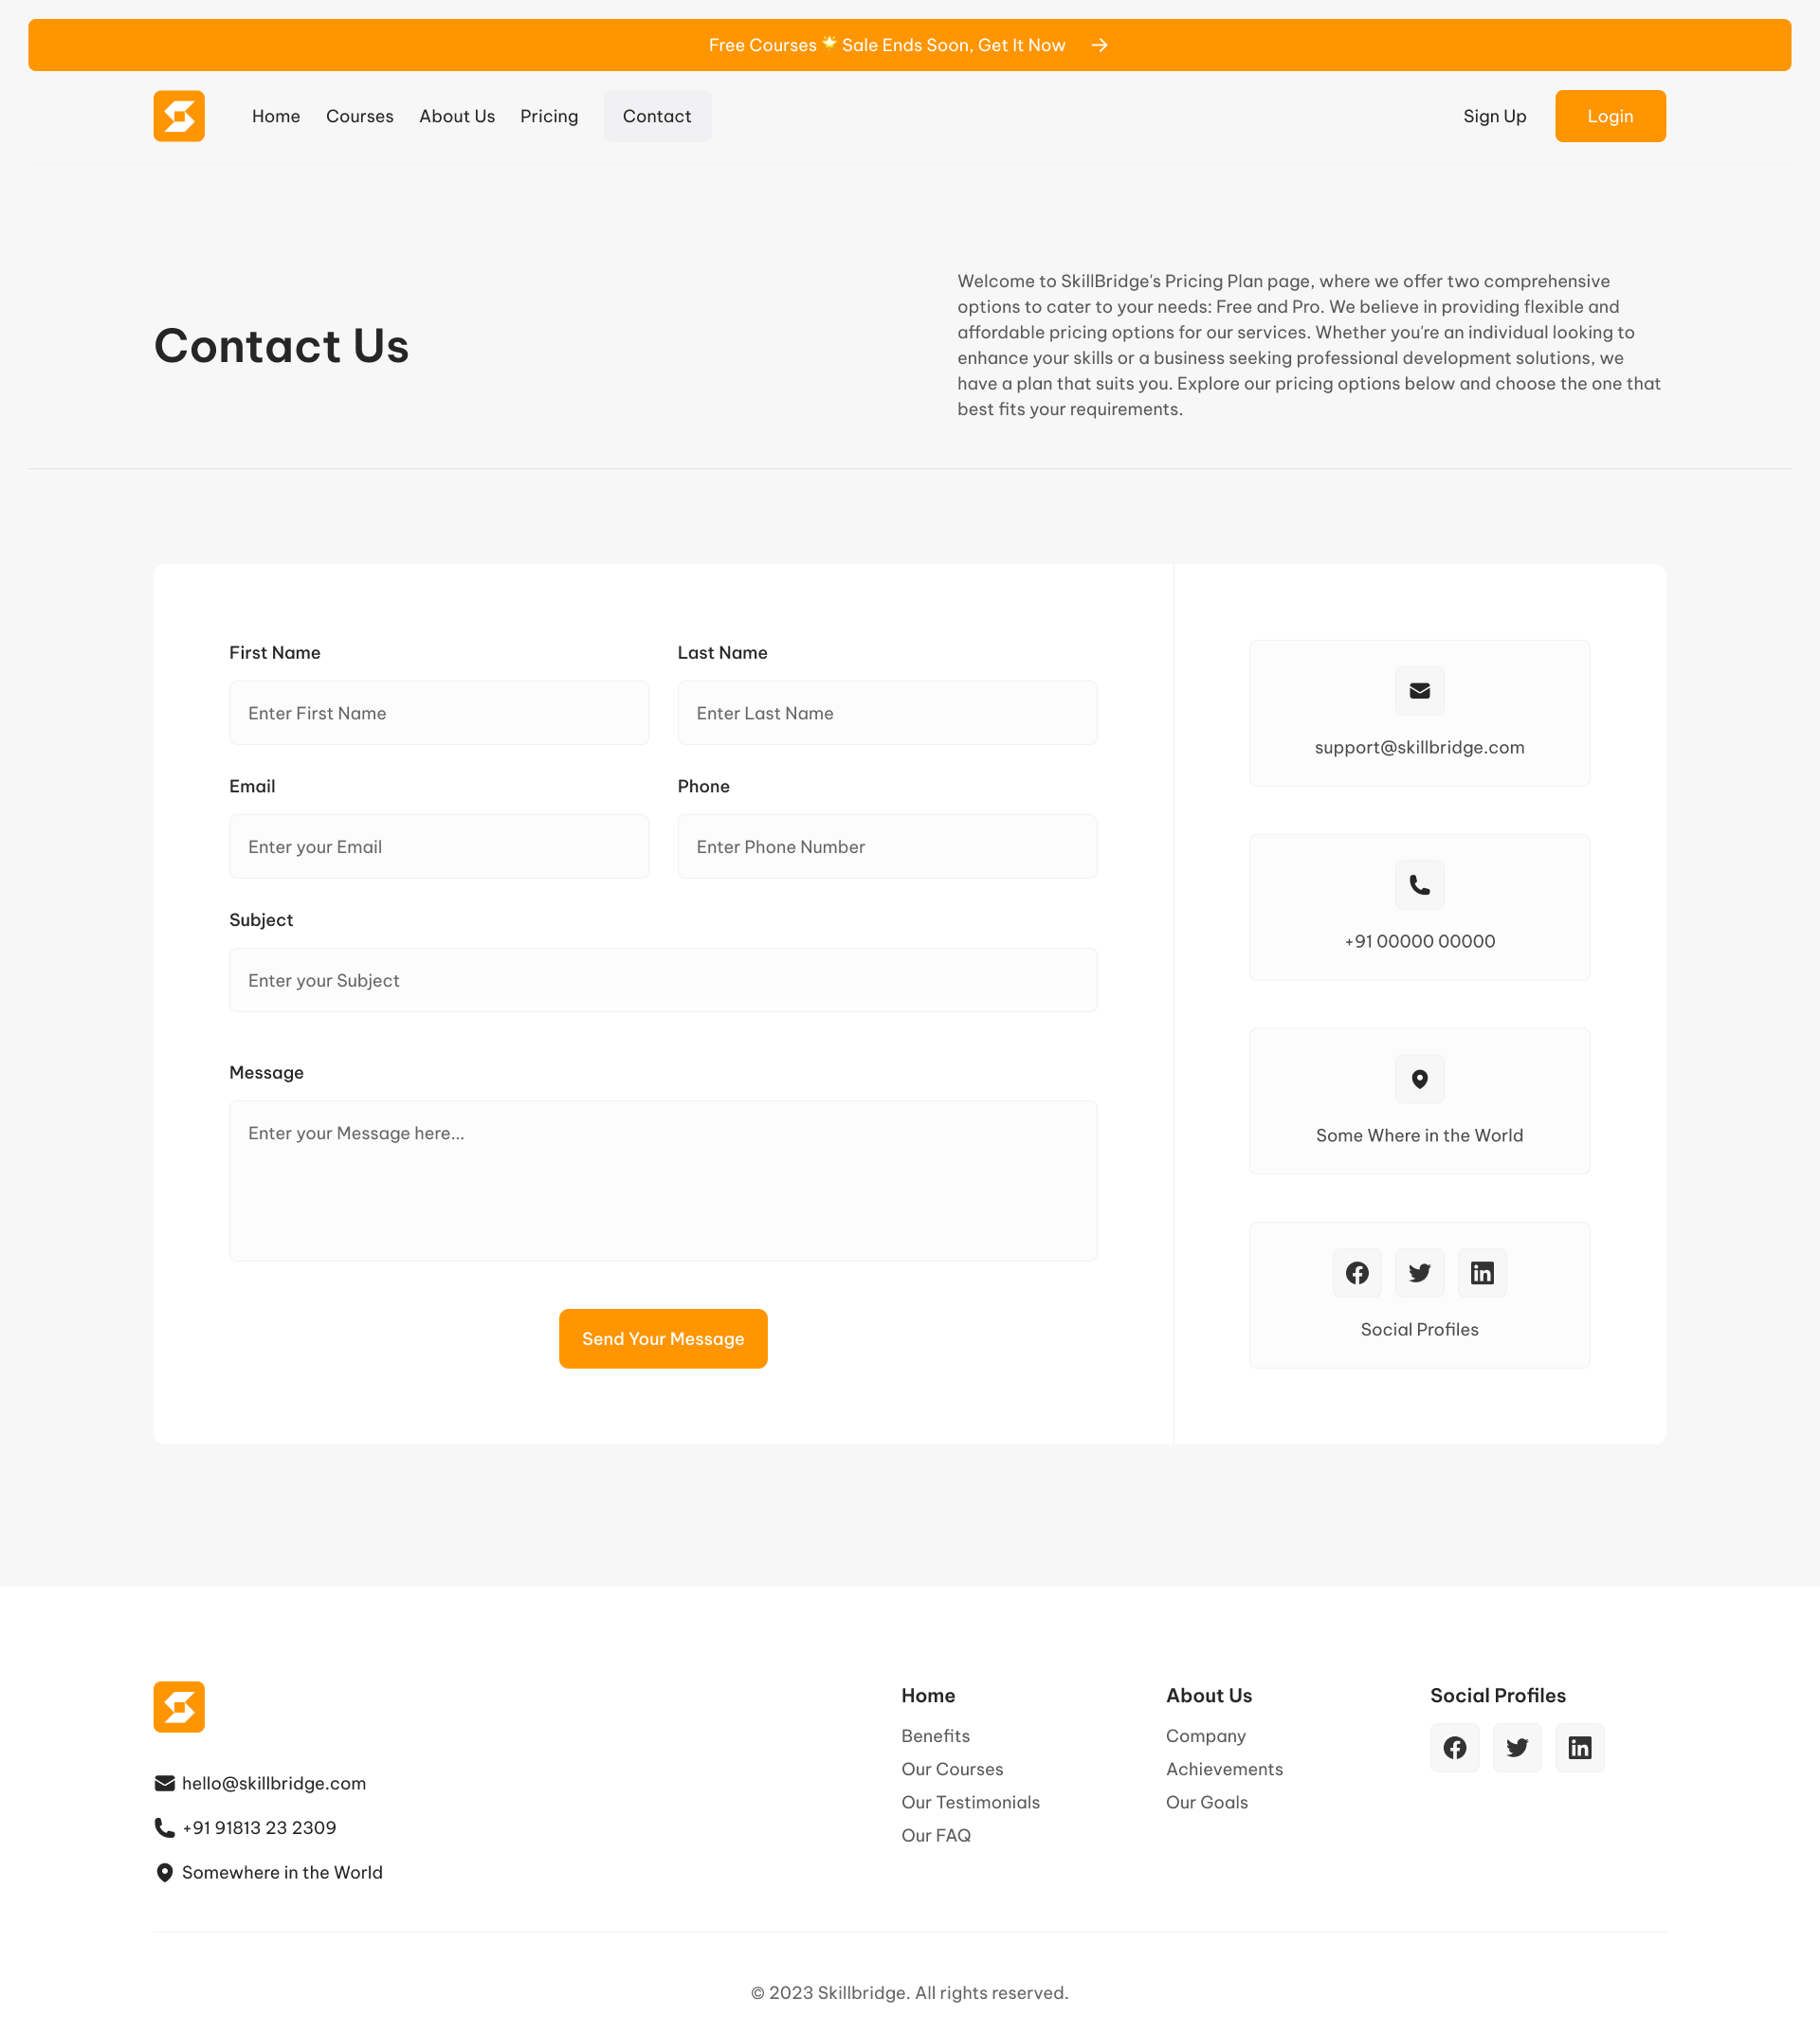 Free Courses 🌟 Sale Ends Soon, Get It Now
Home
Courses
About Us
Pricing
Contact
Sign Up
Login
Contact Us
Welcome to SkillBridge's Pricing Plan page, where we offer two comprehensive
options to cater to your needs: Free and Pro. We believe in providing flexible and
affordable pricing options for our services. Whether you're an individual looking to
enhance your skills or a business seeking professional development solutions, we
have a plan that suits you. Explore our pricing options below and choose the one that
best fits your requirements.
First Name
Enter First Name
Last Name
Enter Last Name
Email
Enter your Email
Phone
Enter Phone Number
Subject
Enter your Subject
Message
Enter your Message here...
Send Your Message
support@skillbridge.com
+91 00000 00000
Some Where in the World
Social Profiles
hello@skillbridge.com
+91 91813 23 2309
Somewhere in the World
Home
Benefits
Our Courses
Our Testimonials
Our FAQ
About Us
Company
Achievements
Our Goals
Social Profiles
© 2023 Skillbridge. All rights reserved.